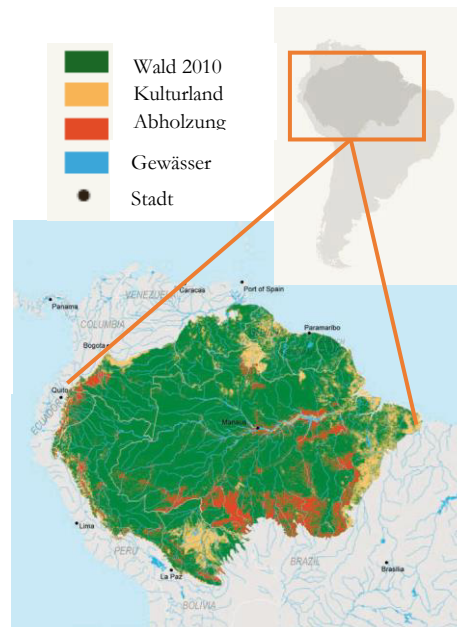 Wald 2010
Kulturland
Abholzung
Gewässer
Stadt
Caracas
Port of Spain
Panama
VENEZUELA
COLUMBIA
Paramaribo
Bogota
Quito
ECUADOR
Manaus
Lima
PERU
BRAZIL
Brasilia
La Paz
BOLIVIA